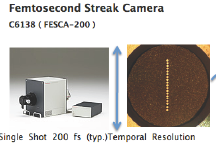 Femtosecond Streak Camera
C6138 ( FESCA-200 )
Single Shot 200 fs (typ.)Temporal Resolution